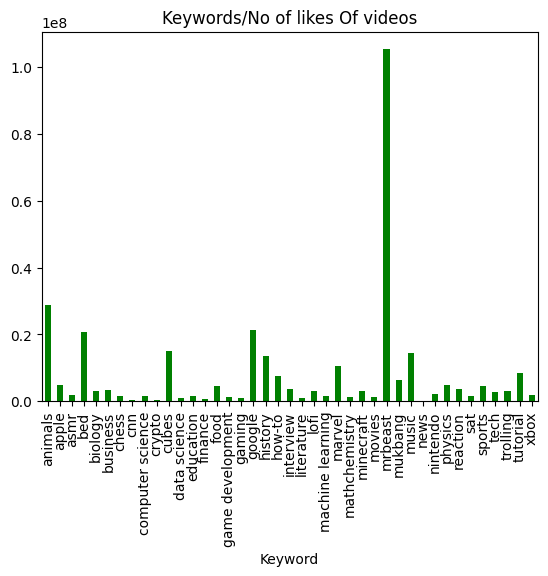 Keywords/No of likes Of videos
1e8
1.0
0.8
0.6
0.4
0.2
0.0
animals
apple
asmr
bed
biology
business
chess
cnn
computer science
crypto
cubes
data science
education
finance
food
game development
gaming
google
history
how-to
interview
literature
lofi
machine learning
marvel
mathchemistry
minecraft
movies
mrbeast
mukbang
music
news
nintendo
physics
reaction
sat
sports
tech
trolling
tutorial
xbox
Keyword